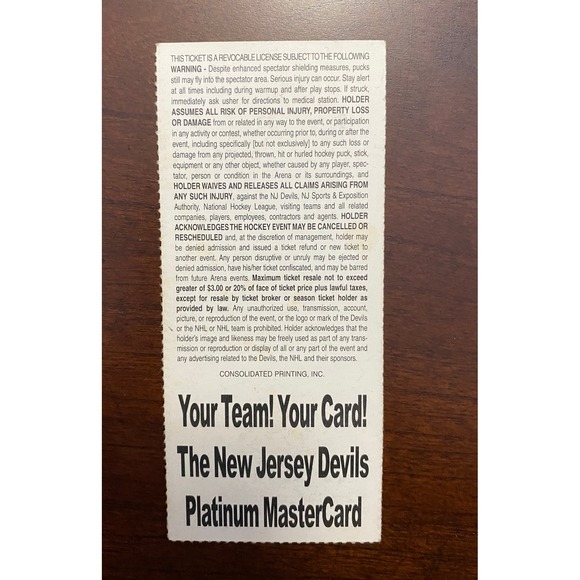 THIS TICKET IS A REVOCABLE LICENSE SUBJECT TO THE FOLLOWING
WARNING - Despite enhanced spectator shielding measures, pucks
still may fly into the spectator area. Serious injury can occur. Stay alert
at all times including during warmup and after play stops. If struck,
immediately ask usher for directions to medical station. HOLDER
ASSUMES ALL RISK OF PERSONAL INJURY, PROPERTY LOSS
OR DAMAGE from or related in any way to the event, or participation
in any activity or contest, whether occurring prior to, during or after the
event, including specifically [but not exclusively] to any such loss or
damage from any projected, thrown, hit or hurled hockey puck, stick,
equipment or any other object, whether caused by any player, spec-
tator, person or condition in the Arena or its surroundings, and
HOLDER WAIVES AND RELEASES ALL CLAIMS ARISING FROM
ANY SUCH INJURY, against the NJ Devils, NJ Sports & Exposition
Authority, National Hockey League, visiting teams and all related
companies, players, employees, contractors and agents. HOLDER
ACKNOWLEDGES THE HOCKEY EVENT MAY BE CANCELLED OR
RESCHEDULED and, at the discretion of management, holder may
be denied admission and issued a ticket refund or new ticket to
another event. Any person disruptive or unruly may be ejected or
denied admission, have his/her ticket confiscated, and may be barred
from future Arena events. Maximum ticket resale not to exceed
greater of $3.00 or 20% of face of ticket price plus lawful taxes,
except for resale by ticket broker or season ticket holder as
provided by law. Any unauthorized use, transmission, account,
picture, or reproduction of the event, or the logo or mark of the Devils
or the NHL or NHL team is prohibited. Holder acknowledges that the
holder's image and likeness may be freely used as part of any trans-
mission or reproduction or display of all or any part of the event and
any advertising related to the Devils, the NHL and their sponsors.
CONSOLIDATED PRINTING, INC.
Your Team! Your Card!
The New Jersey Devils
Platinum MasterCard